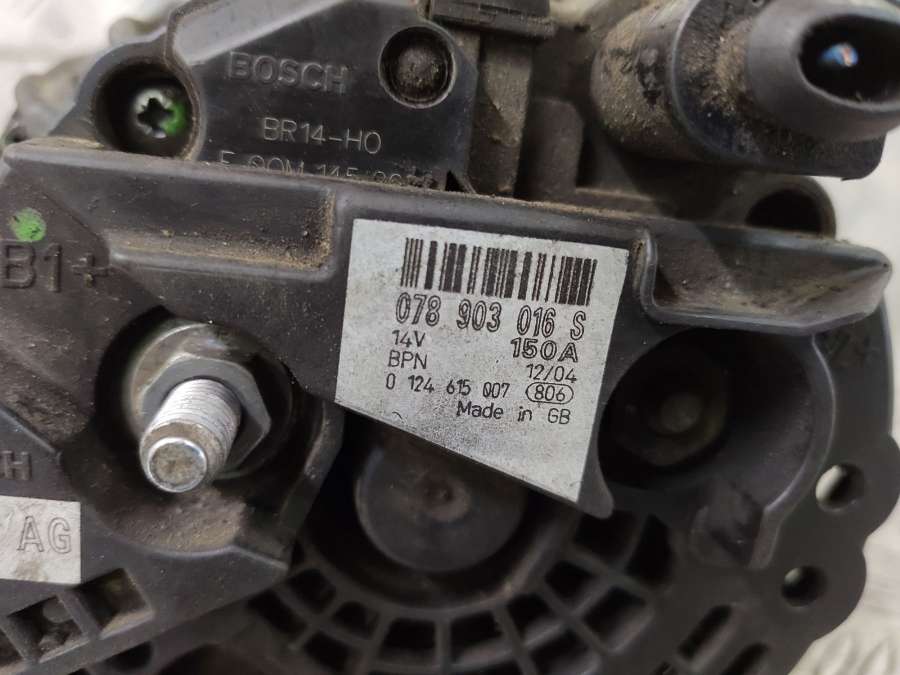 BOSCH
BR14-HO
B1+
078 903 016 S
14V 150A
BPN 12/04
0 124 615 007 806
Made in GB
AG